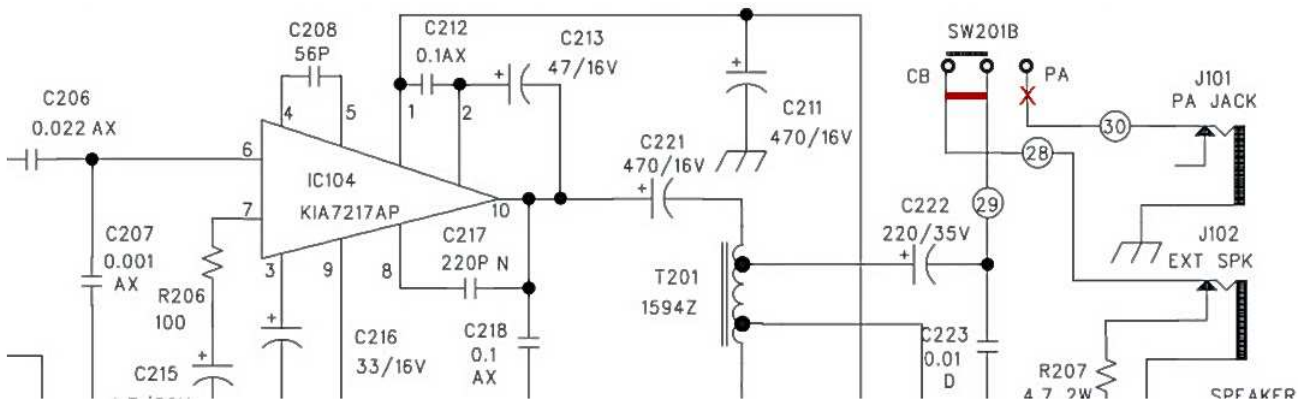 C208
56P
C212
0.1AX
C213
47/16V
SW201B
CB
PA
J101
PA JACK
C206
0.022 AX
4
5
1
2
C211
470/16V
30
6
IC104
KIA7217AP
10
C221
470/16V
28
7
29
C207
0.001
AX
R206
100
3
9
8
C217
220P N
C222
220/35V
J102
EXT SPK
T201
1594Z
C216
33/16V
C218
0.1
AX
C223
0.01
D
C215
R207
4.7 2W
SPEAKER